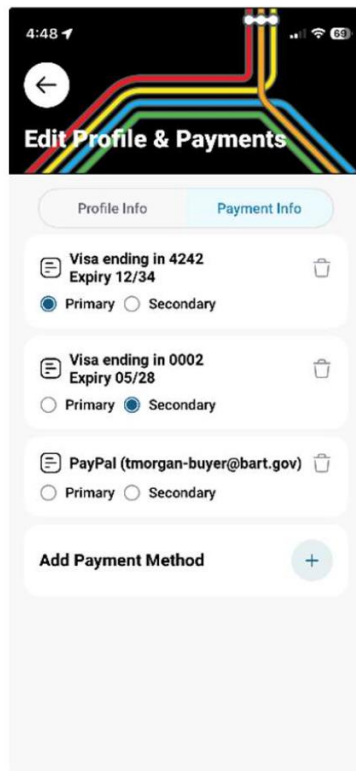 4:48
69
Edit Profile & Payments
Profile Info
Payment Info
Visa ending in 4242
Expiry 12/34
Primary
Secondary
Visa ending in 0002
Expiry 05/28
Primary
Secondary
PayPal (tmorgan-buyer@bart.gov)
Primary
Secondary
Add Payment Method